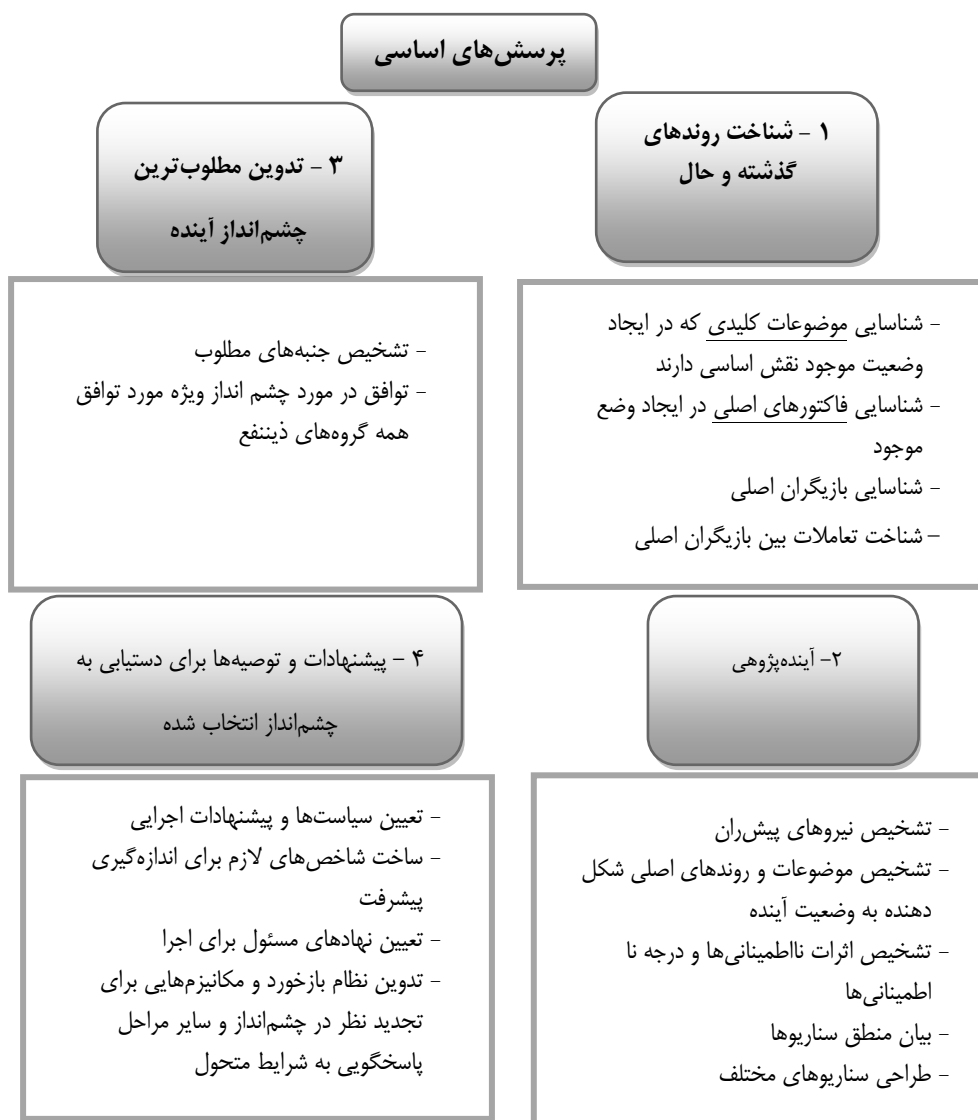 پرسش‌های اساسی
۱ – شناخت روندهای
گذشته و حال
– شناسایی موضوعات کلیدی که در ایجاد
وضعیت موجود نقش اساسی دارند
– شناسایی فاکتورهای اصلی در ایجاد وضع
موجود
– شناسایی بازیگران اصلی
– شناخت تعاملات بین بازیگران اصلی
۲– آینده‌پژوهی
– تشخیص نیروهای پیش‌ران
– تشخیص موضوعات و روندهای اصلی شکل
دهنده به وضعیت آینده
– تشخیص اثرات نااطمینانی‌ها و درجه نا
اطمینانی‌ها
– بیان منطق سناریوها
– طراحی سناریوهای مختلف
۳ – تدوین مطلوب‌ترین
چشم‌انداز آینده
– تشخیص جنبه‌های مطلوب
– توافق در مورد چشم انداز ویژه مورد توافق
همه گروه‌های ذیننفع
۴ – پیشنهادات و توصیه‌ها برای دستیابی به
چشم‌انداز انتخاب شده
– تعیین سیاست‌ها و پیشنهادات اجرایی
– ساخت شاخص‌های لازم برای اندازه‌گیری
پیشرفت
– تعیین نهادهای مسئول برای اجرا
– تدوین نظام بازخورد و مکانیزم‌هایی برای
تجدید نظر در چشم‌انداز و سایر مراحل
پاسخگویی به شرایط متحول